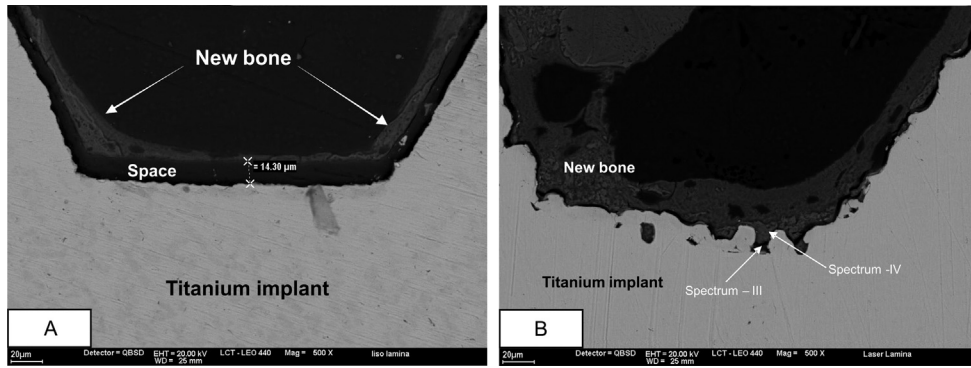 New bone
= 14.30 µm
Space
Titanium implant
A
20µm
Detector = QBSD
EHT = 20.00 kV
WD = 25 mm
LCT - LEO 440
Mag = 500 X
liso lamina
New bone
Spectrum -IV
Spectrum – III
Titanium implant
B
20µm
Detector = QBSD
EHT = 20.00 kV
WD = 25 mm
LCT - LEO 440
Mag = 500 X
Laser Lamina